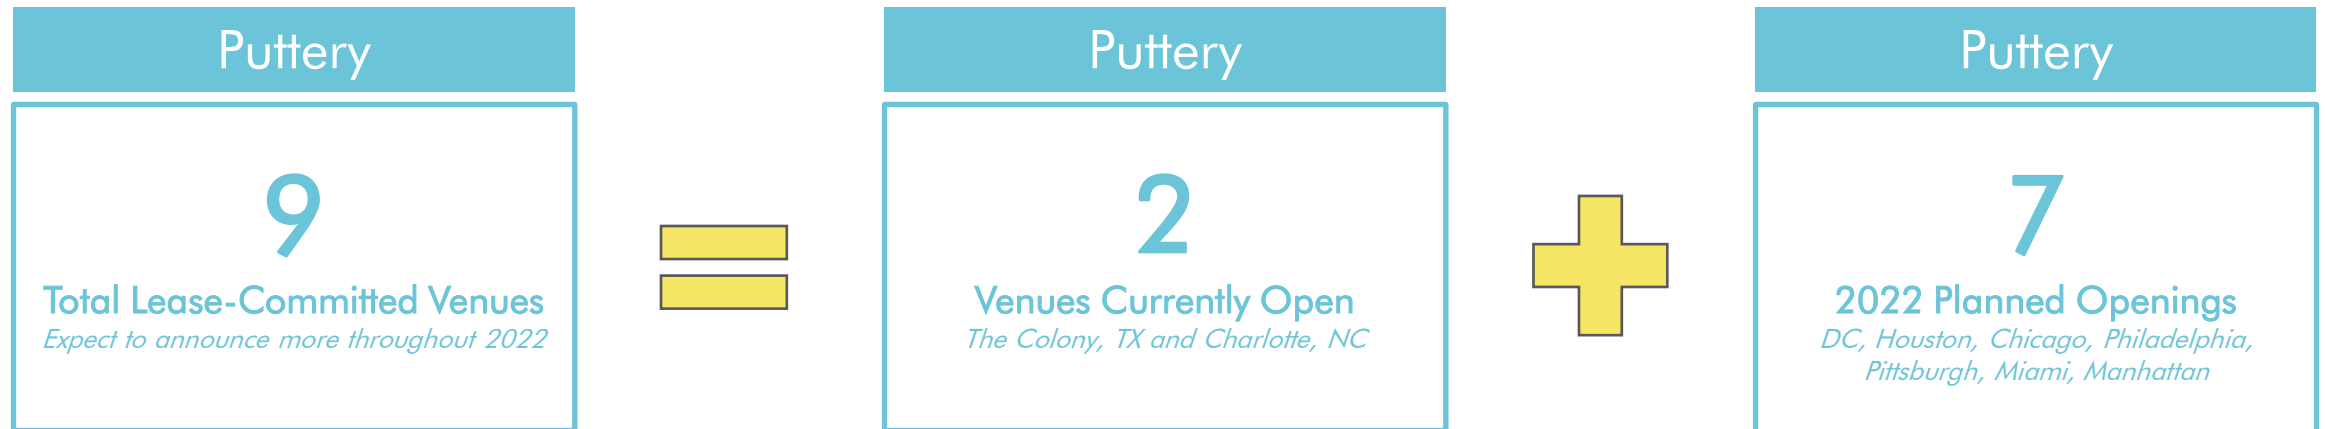 Puttery
9
Total Lease-Committed Venues
Expect to announce more throughout 2022
Puttery
2
Venues Currently Open
The Colony, TX and Charlotte, NC
Puttery
7
2022 Planned Openings
DC, Houston, Chicago, Philadelphia,
Pittsburgh, Miami, Manhattan